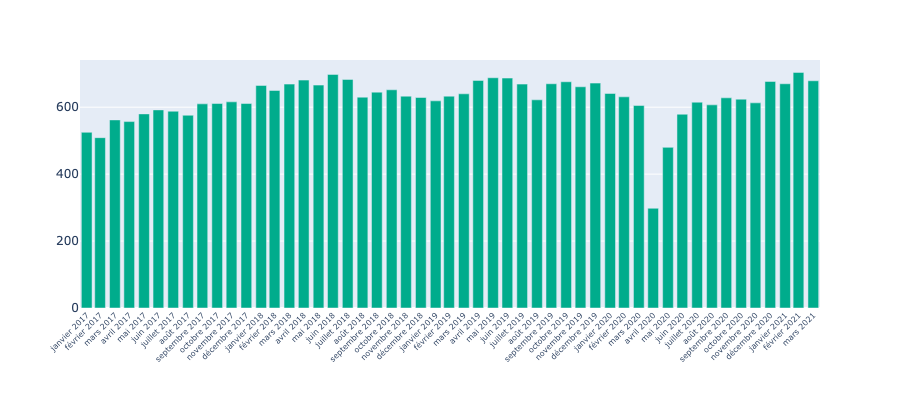 600
400
200
0
janvier 2017
février 2017
mars 2017
avril 2017
mai 2017
juin 2017
juillet 2017
août 2017
septembre 2017
octobre 2017
novembre 2017
décembre 2017
janvier 2018
février 2018
mars 2018
avril 2018
mai 2018
juin 2018
juillet 2018
août 2018
septembre 2018
octobre 2018
novembre 2018
décembre 2018
janvier 2019
février 2019
mars 2019
avril 2019
mai 2019
juin 2019
juillet 2019
août 2019
septembre 2019
octobre 2019
novembre 2019
décembre 2019
janvier 2020
février 2020
mars 2020
avril 2020
mai 2020
juin 2020
juillet 2020
août 2020
septembre 2020
octobre 2020
novembre 2020
décembre 2020
janvier 2021
février 2021
mars 2021